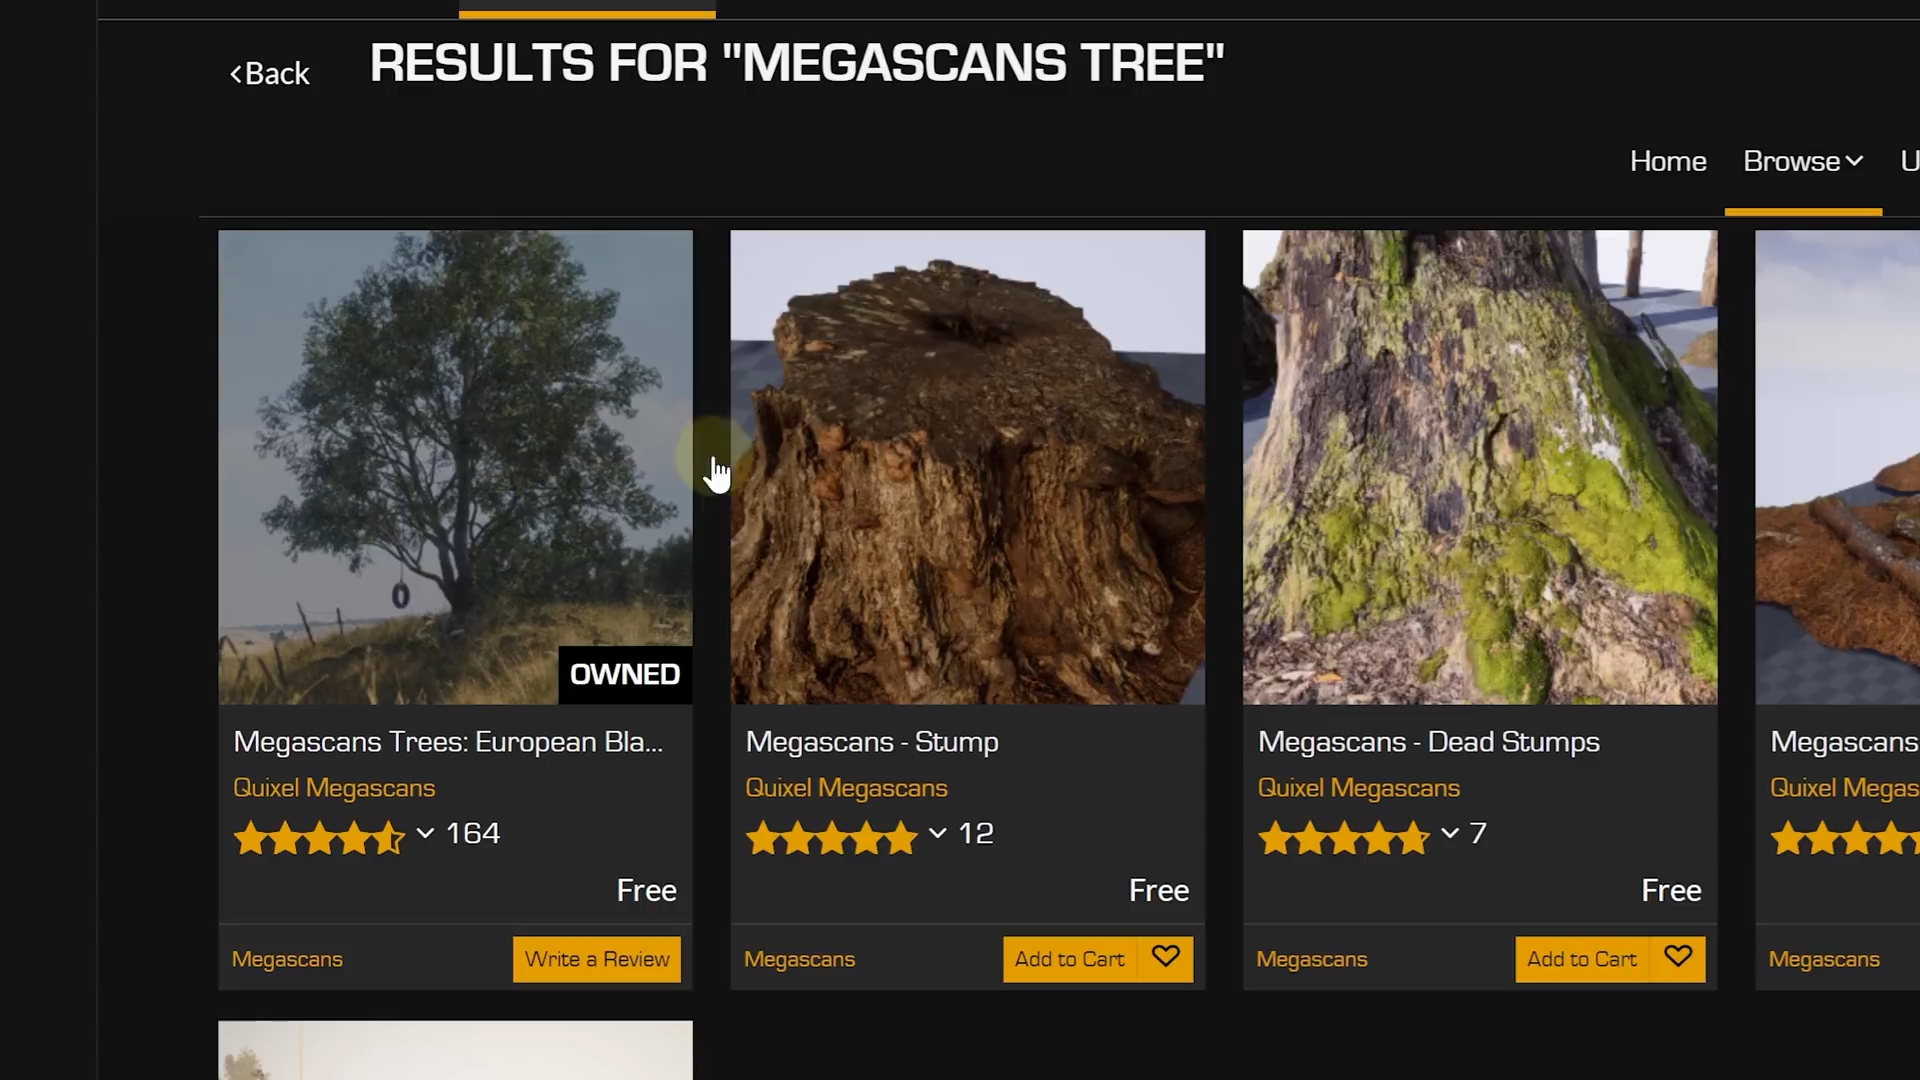 Back
RESULTS FOR "MEGASCANS TREE"
Home
Browse
U
OWNED
Megascans Trees: European Bla...
Quixel Megascans
164
Free
Megascans
Write a Review
Megascans - Stump
Quixel Megascans
12
Free
Megascans
Add to Cart
Megascans - Dead Stumps
Quixel Megascans
7
Free
Megascans
Add to Cart
Megascans
Quixel Megas
Megascans